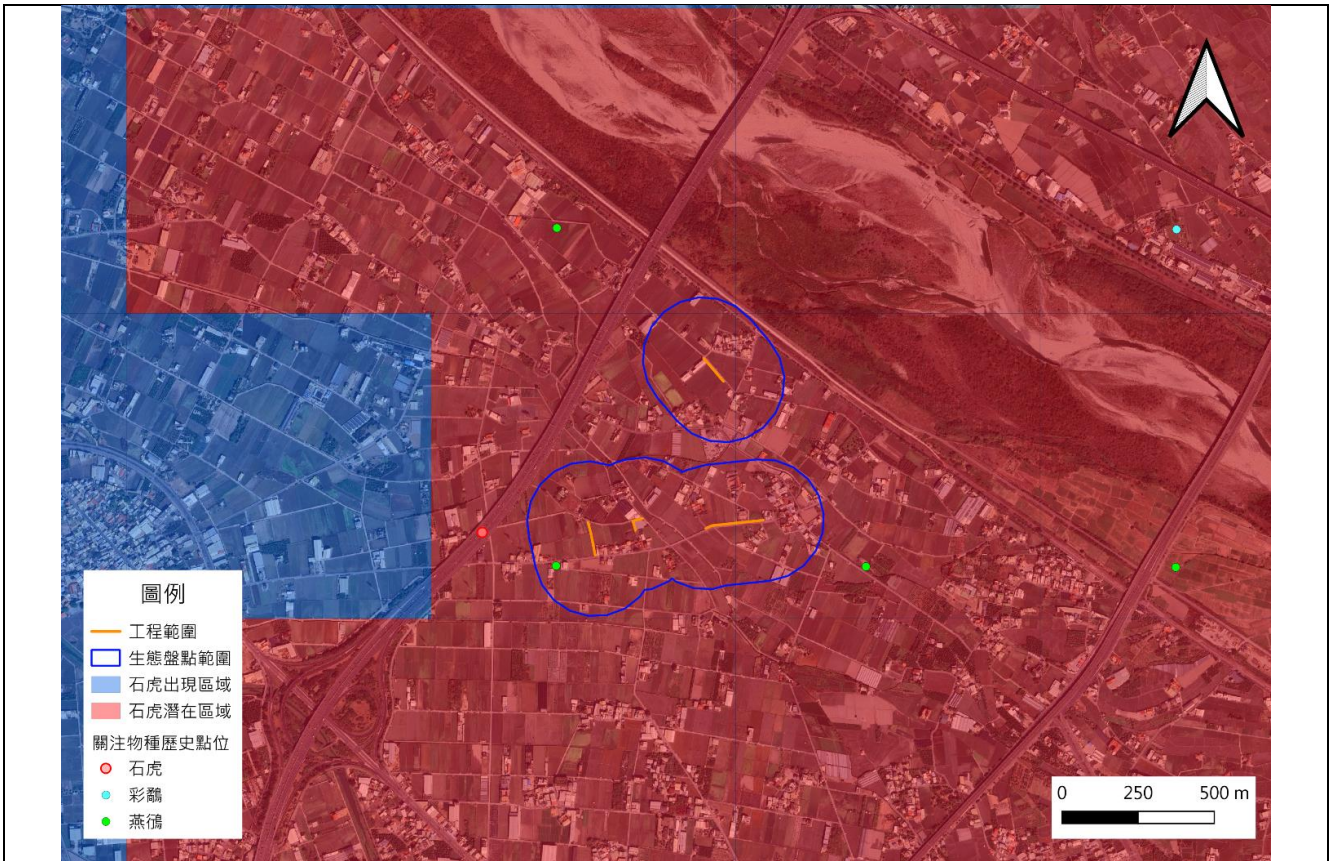 圖例
工程範圍
生態盤點範圍
石虎出現區域
石虎潛在區域
關注物種歷史點位
石虎
彩鷸
燕鴴
0 250 500 m